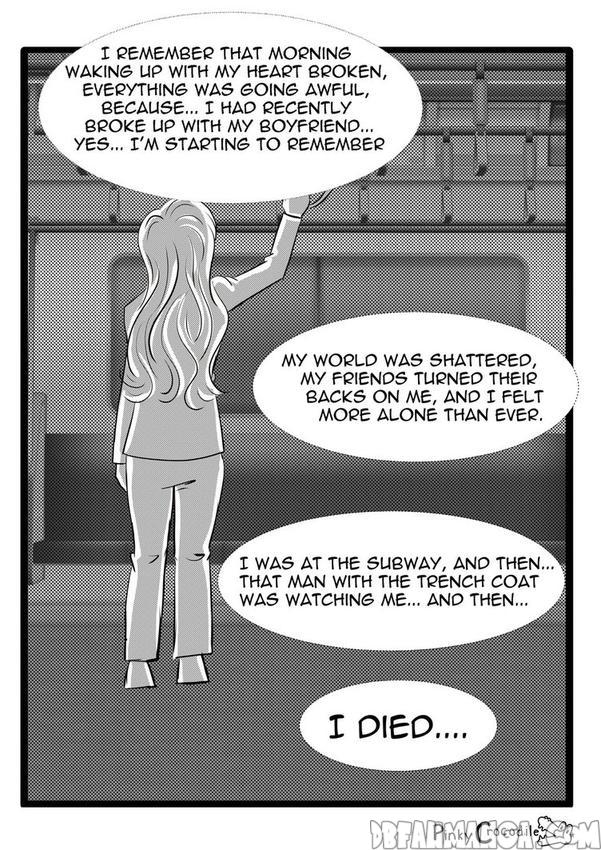 I REMEMBER THAT MORNING
WAKING UP WITH MY HEART BROKEN,
EVERYTHING WAS GOING AWFUL,
BECAUSE... I HAD RECENTLY
BROKE UP WITH MY BOYFRIEND...
YES... I'M STARTING TO REMEMBER
MY WORLD WAS SHATTERED,
MY FRIENDS TURNED THEIR
BACKS ON ME, AND I FELT
MORE ALONE THAN EVER.
I WAS AT THE SUBWAY, AND THEN...
THAT MAN WITH THE TRENCH COAT
WAS WATCHING ME... AND THEN...
I DIED....
Pinky Crocodile